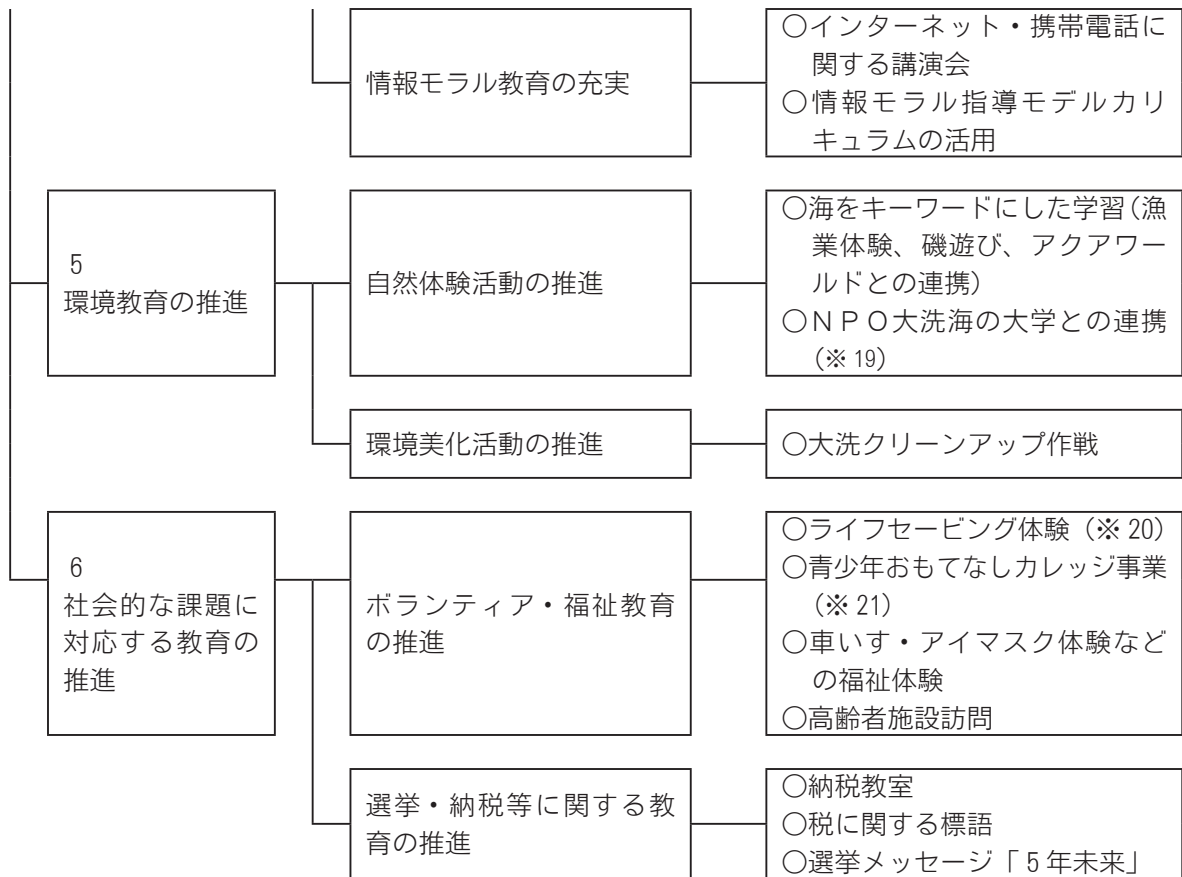 情報モラル教育の充実
○インターネット・携帯電話に
関する講演会
○情報モラル指導モデルカリ
キュラムの活用
5
環境教育の推進
自然体験活動の推進
○海をキーワードにした学習(漁
業体験、磯遊び、アクアワー
ルドとの連携)
○NPO大洗海の大学との連携
(※19)
環境美化活動の推進
○大洗クリーンアップ作戦
6
社会的な課題に
対応する教育の
推進
ボランティア・福祉教育
の推進
○ライフセービング体験(※20)
○青少年おもてなしカレッジ事業
(※21)
○車いす・アイマスク体験など
の福祉体験
○高齢者施設訪問
選挙・納税等に関する教
育の推進
○納税教室
○税に関する標語
○選挙メッセージ「5年未来」